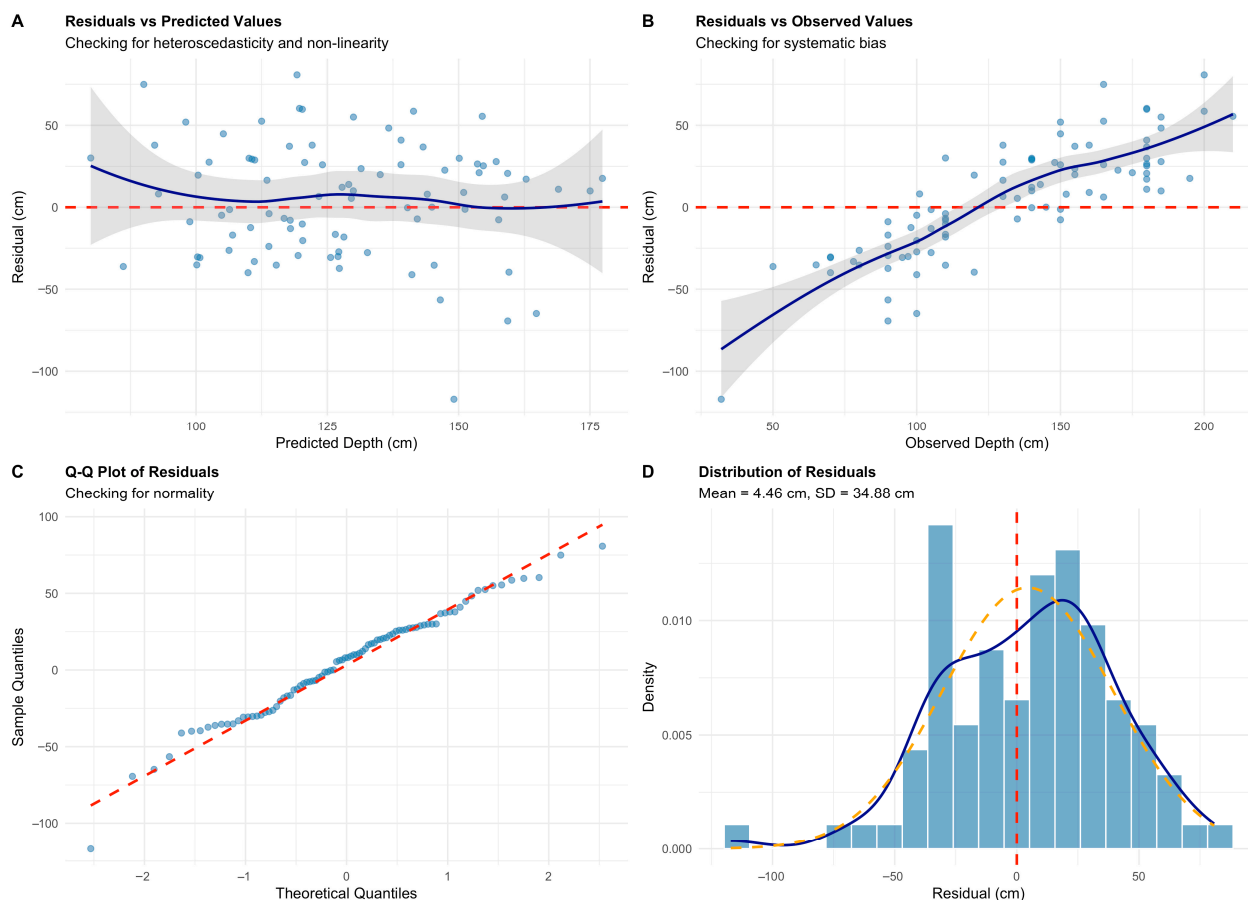 A
Residuals vs Predicted Values
Checking for heteroscedasticity and non-linearity
50
0
−50
−100
Residual (cm)
100
125
150
175
Predicted Depth (cm)
B
Residuals vs Observed Values
Checking for systematic bias
50
0
−50
−100
Residual (cm)
50
100
150
200
Observed Depth (cm)
C
Q-Q Plot of Residuals
Checking for normality
100
50
0
−50
−100
Sample Quantiles
−2
−1
0
1
2
Theoretical Quantiles
D
Distribution of Residuals
Mean = 4.46 cm, SD = 34.88 cm
0.010
0.005
0.000
Density
−100
−50
0
50
Residual (cm)